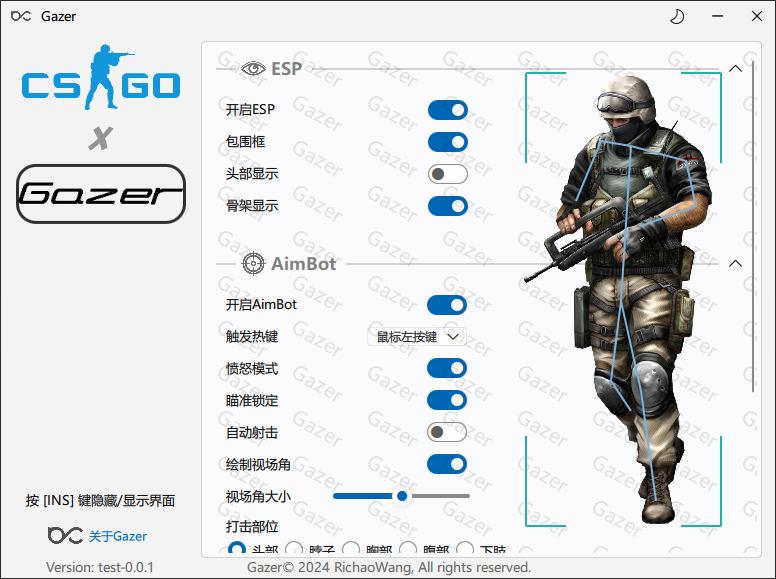 Gazer
CS GO
X
Gazer
按 [INS] 键隐藏/显示界面
关于Gazer
Version: test-0.0.1
ESP
开启ESP
包围框
头部显示
骨架显示
AimBot
开启AimBot
触发热键 鼠标左按键
愤怒模式
瞄准锁定
自动射击
绘制视场角
视场角大小
打击部位
头部 脖子 胸部 腹部 下肢
Gazer© 2024 RichaoWang, All rights reserved.